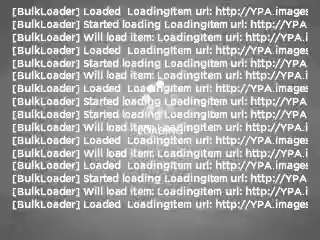 [BulkLoader] Loaded LoadingItem url: http://YPA.images
[BulkLoader] Started loading LoadingItem url: http://YPA
[BulkLoader] Will load item: LoadingItem url: http://YPA.i
[BulkLoader] Loaded LoadingItem url: http://YPA.images
[BulkLoader] Started loading LoadingItem url: http://YPA
[BulkLoader] Will load item: LoadingItem url: http://YPA.i
[BulkLoader] Loaded LoadingItem url: http://YPA.images
[BulkLoader] Started loading LoadingItem url: http://YPA
[BulkLoader] Started loading LoadingItem url: http://YPA
[BulkLoader] Will load item: LoadingItem url: http://YPA.i
[BulkLoader] Loaded LoadingItem url: http://YPA.images
[BulkLoader] Will load item: LoadingItem url: http://YPA.i
[BulkLoader] Loaded LoadingItem url: http://YPA.images
[BulkLoader] Started loading LoadingItem url: http://YPA
[BulkLoader] Will load item: LoadingItem url: http://YPA.i
[BulkLoader] Loaded LoadingItem url: http://YPA.images